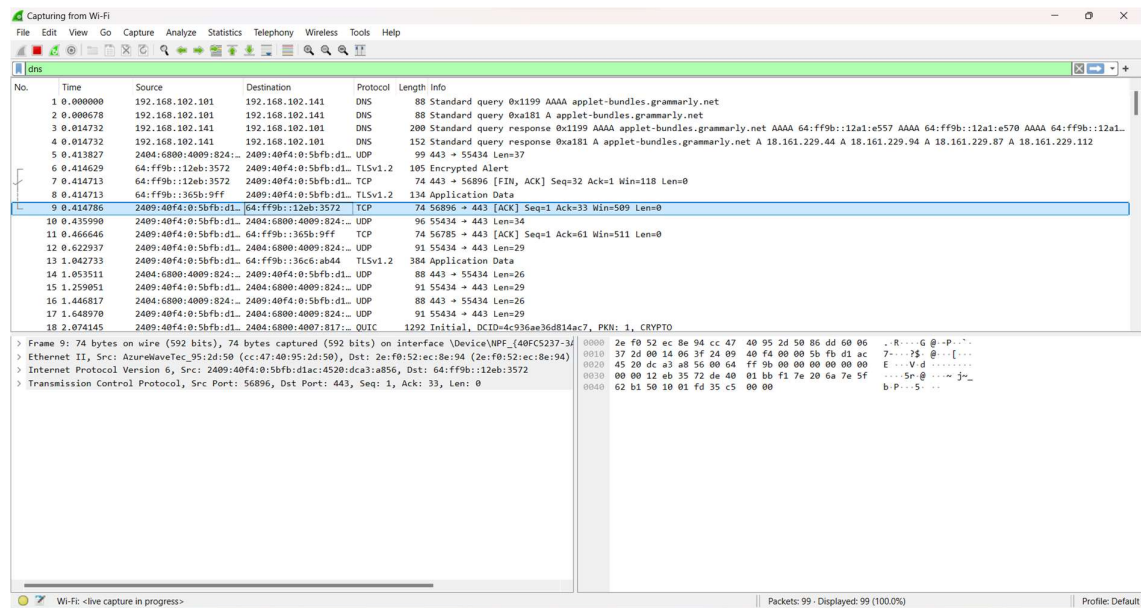 Capturing from Wi-Fi
File Edit View Go Capture Analyze Statistics Telephony Wireless Tools Help
dns
No. Time Source Destination Protocol Length Info
1 0.000000 192.168.102.101 192.168.102.141 DNS 88 Standard query 0x1199 AAAA applet-bundles.grammarly.net
2 0.000678 192.168.102.101 192.168.102.141 DNS 88 Standard query 0xa181 A applet-bundles.grammarly.net
3 0.014732 192.168.102.141 192.168.102.101 DNS 200 Standard query response 0x1199 AAAA applet-bundles.grammarly.net AAAA 64:ff9b::12a1:e557 AAAA 64:ff9b::12a1:e570 AAAA 64:ff9b::12a1...
4 0.014732 192.168.102.141 192.168.102.101 DNS 152 Standard query response 0xa181 A applet-bundles.grammarly.net A 18.161.229.44 A 18.161.229.94 A 18.161.229.87 A 18.161.229.112
5 0.413827 2404:6800:4009:824:… 2409:40f4:0:5bfb:d1… UDP 99 443 → 55434 Len=37
6 0.414629 64:ff9b::12eb:3572 2409:40f4:0:5bfb:d1… TLSv1.2 105 Encrypted Alert
7 0.414713 64:ff9b::12eb:3572 2409:40f4:0:5bfb:d1… TCP 74 443 → 56896 [FIN, ACK] Seq=32 Ack=1 Win=118 Len=0
8 0.414713 64:ff9b::365b:9ff 2409:40f4:0:5bfb:d1… TLSv1.2 134 Application Data
9 0.414786 2409:40f4:0:5bfb:d1… 64:ff9b::12eb:3572 TCP 74 56896 → 443 [ACK] Seq=1 Ack=33 Win=509 Len=0
10 0.435990 2409:40f4:0:5bfb:d1… 2404:6800:4009:824:… UDP 96 55434 → 443 Len=34
11 0.466646 2409:40f4:0:5bfb:d1… 64:ff9b::365b:9ff TCP 74 56785 → 443 [ACK] Seq=1 Ack=61 Win=511 Len=0
12 0.622937 2409:40f4:0:5bfb:d1… 2404:6800:4009:824:… UDP 91 55434 → 443 Len=29
13 1.042733 2409:40f4:0:5bfb:d1… 64:ff9b::36c6:ab44 TLSv1.2 384 Application Data
14 1.053511 2404:6800:4009:824:… 2409:40f4:0:5bfb:d1… UDP 88 443 → 55434 Len=26
15 1.259051 2409:40f4:0:5bfb:d1… 2404:6800:4009:824:… UDP 91 55434 → 443 Len=29
16 1.446817 2404:6800:4009:824:… 2409:40f4:0:5bfb:d1… UDP 88 443 → 55434 Len=26
17 1.648970 2409:40f4:0:5bfb:d1… 2404:6800:4009:824:… UDP 91 55434 → 443 Len=29
18 2.074145 2409:40f4:0:5bfb:d1… 2404:6800:4007:817:… QUIC 1292 Initial, DCID=4c936ae36d814ac7, PKN: 1, CRYPTO
Frame 9: 74 bytes on wire (592 bits), 74 bytes captured (592 bits) on interface \Device\NPF_{40FC5237-3A
Ethernet II, Src: AzureWaveTec_95:2d:50 (cc:47:40:95:2d:50), Dst: 2e:f0:52:ec:8e:94 (2e:f0:52:ec:8e:94)
Internet Protocol Version 6, Src: 2409:40f4:0:5bfb:d1ac:4520:dca3:a856, Dst: 64:ff9b::12eb:3572
Transmission Control Protocol, Src Port: 56896, Dst Port: 443, Seq: 1, Ack: 33, Len: 0
0000 2e f0 52 ec 8e 94 cc 47 40 95 2d 50 86 dd 60 06 ..R....G @.-P..`.
0010 37 2d 00 14 06 3f 24 09 40 f4 00 00 5b fb d1 ac 7-...?$. @...[...
0020 45 20 dc a3 a8 56 00 64 ff 9b 00 00 00 00 00 00 E ...V.d ........
0030 00 00 12 eb 35 72 de 40 01 bb f1 7e 20 6a 7e 5f ....5r.@ ...~ j~_
0040 62 b1 50 10 01 fd 35 c5 00 00 b.P...5. ..
Wi-Fi: <live capture in progress>
Packets: 99 · Displayed: 99 (100.0%)
Profile: Default